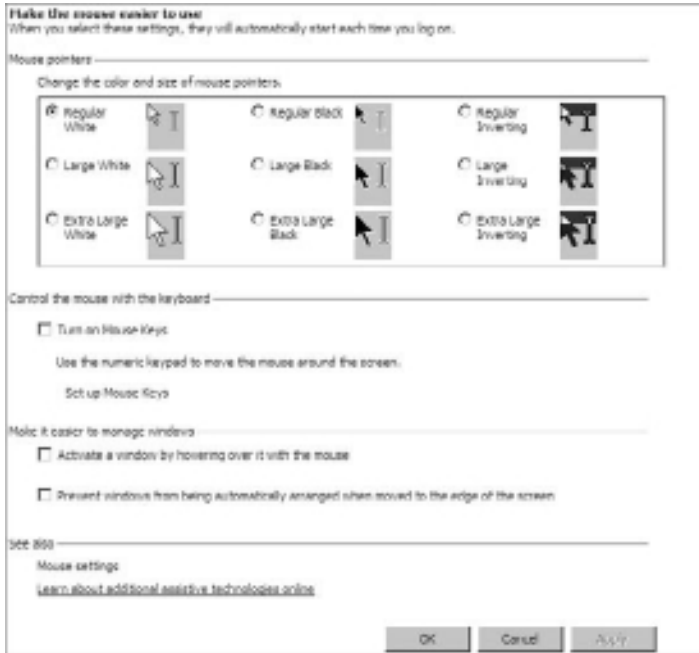 Make the mouse easier to use
When you select these settings, they will automatically start each time you log on.
Mouse pointers
Change the color and size of mouse pointers.
Regular White
Regular Black
Regular Inverting
Large White
Large Black
Large Inverting
Extra Large White
Extra Large Black
Extra Large Inverting
Control the mouse with the keyboard
Turn on Mouse Keys
Use the numeric keypad to move the mouse around the screen.
Set up Mouse Keys
Make it easier to manage windows
Activate a window by hovering over it with the mouse
Prevent windows from being automatically arranged when moved to the edge of the screen
See also
Mouse settings
Learn about additional assistive technologies online
OK
Cancel
Apply